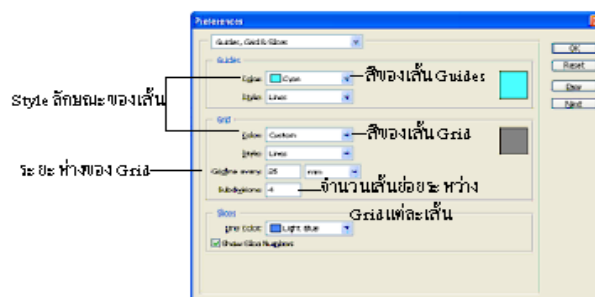 Preferences
Guides, Grid & Slices
OK
Reset
Prev
Next
Guides
Color: Cyan
สีของเส้น Guides
Style: Lines
Style ลักษณะของเส้น
Grid
Color: Custom
สีของเส้น Grid
Style: Lines
ระยะห่างของ Grid
Gridline every: 25 mm
Subdivisions: 4
จำนวนเส้นย่อยระหว่าง
Grid แต่ละเส้น
Slices
Line Color: Light Blue
Show Slice Numbers